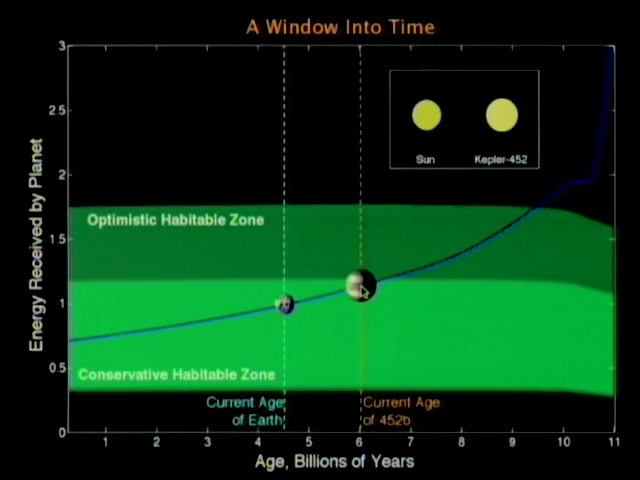 A Window Into Time
3
2.5
2
1.5
1
0.5
0
Energy Received by Planet
Sun
Kepler-452
Optimistic Habitable Zone
Conservative Habitable Zone
Current Age
of Earth
Current Age
of 452b
1 2 3 4 5 6 7 8 9 10 11
Age, Billions of Years